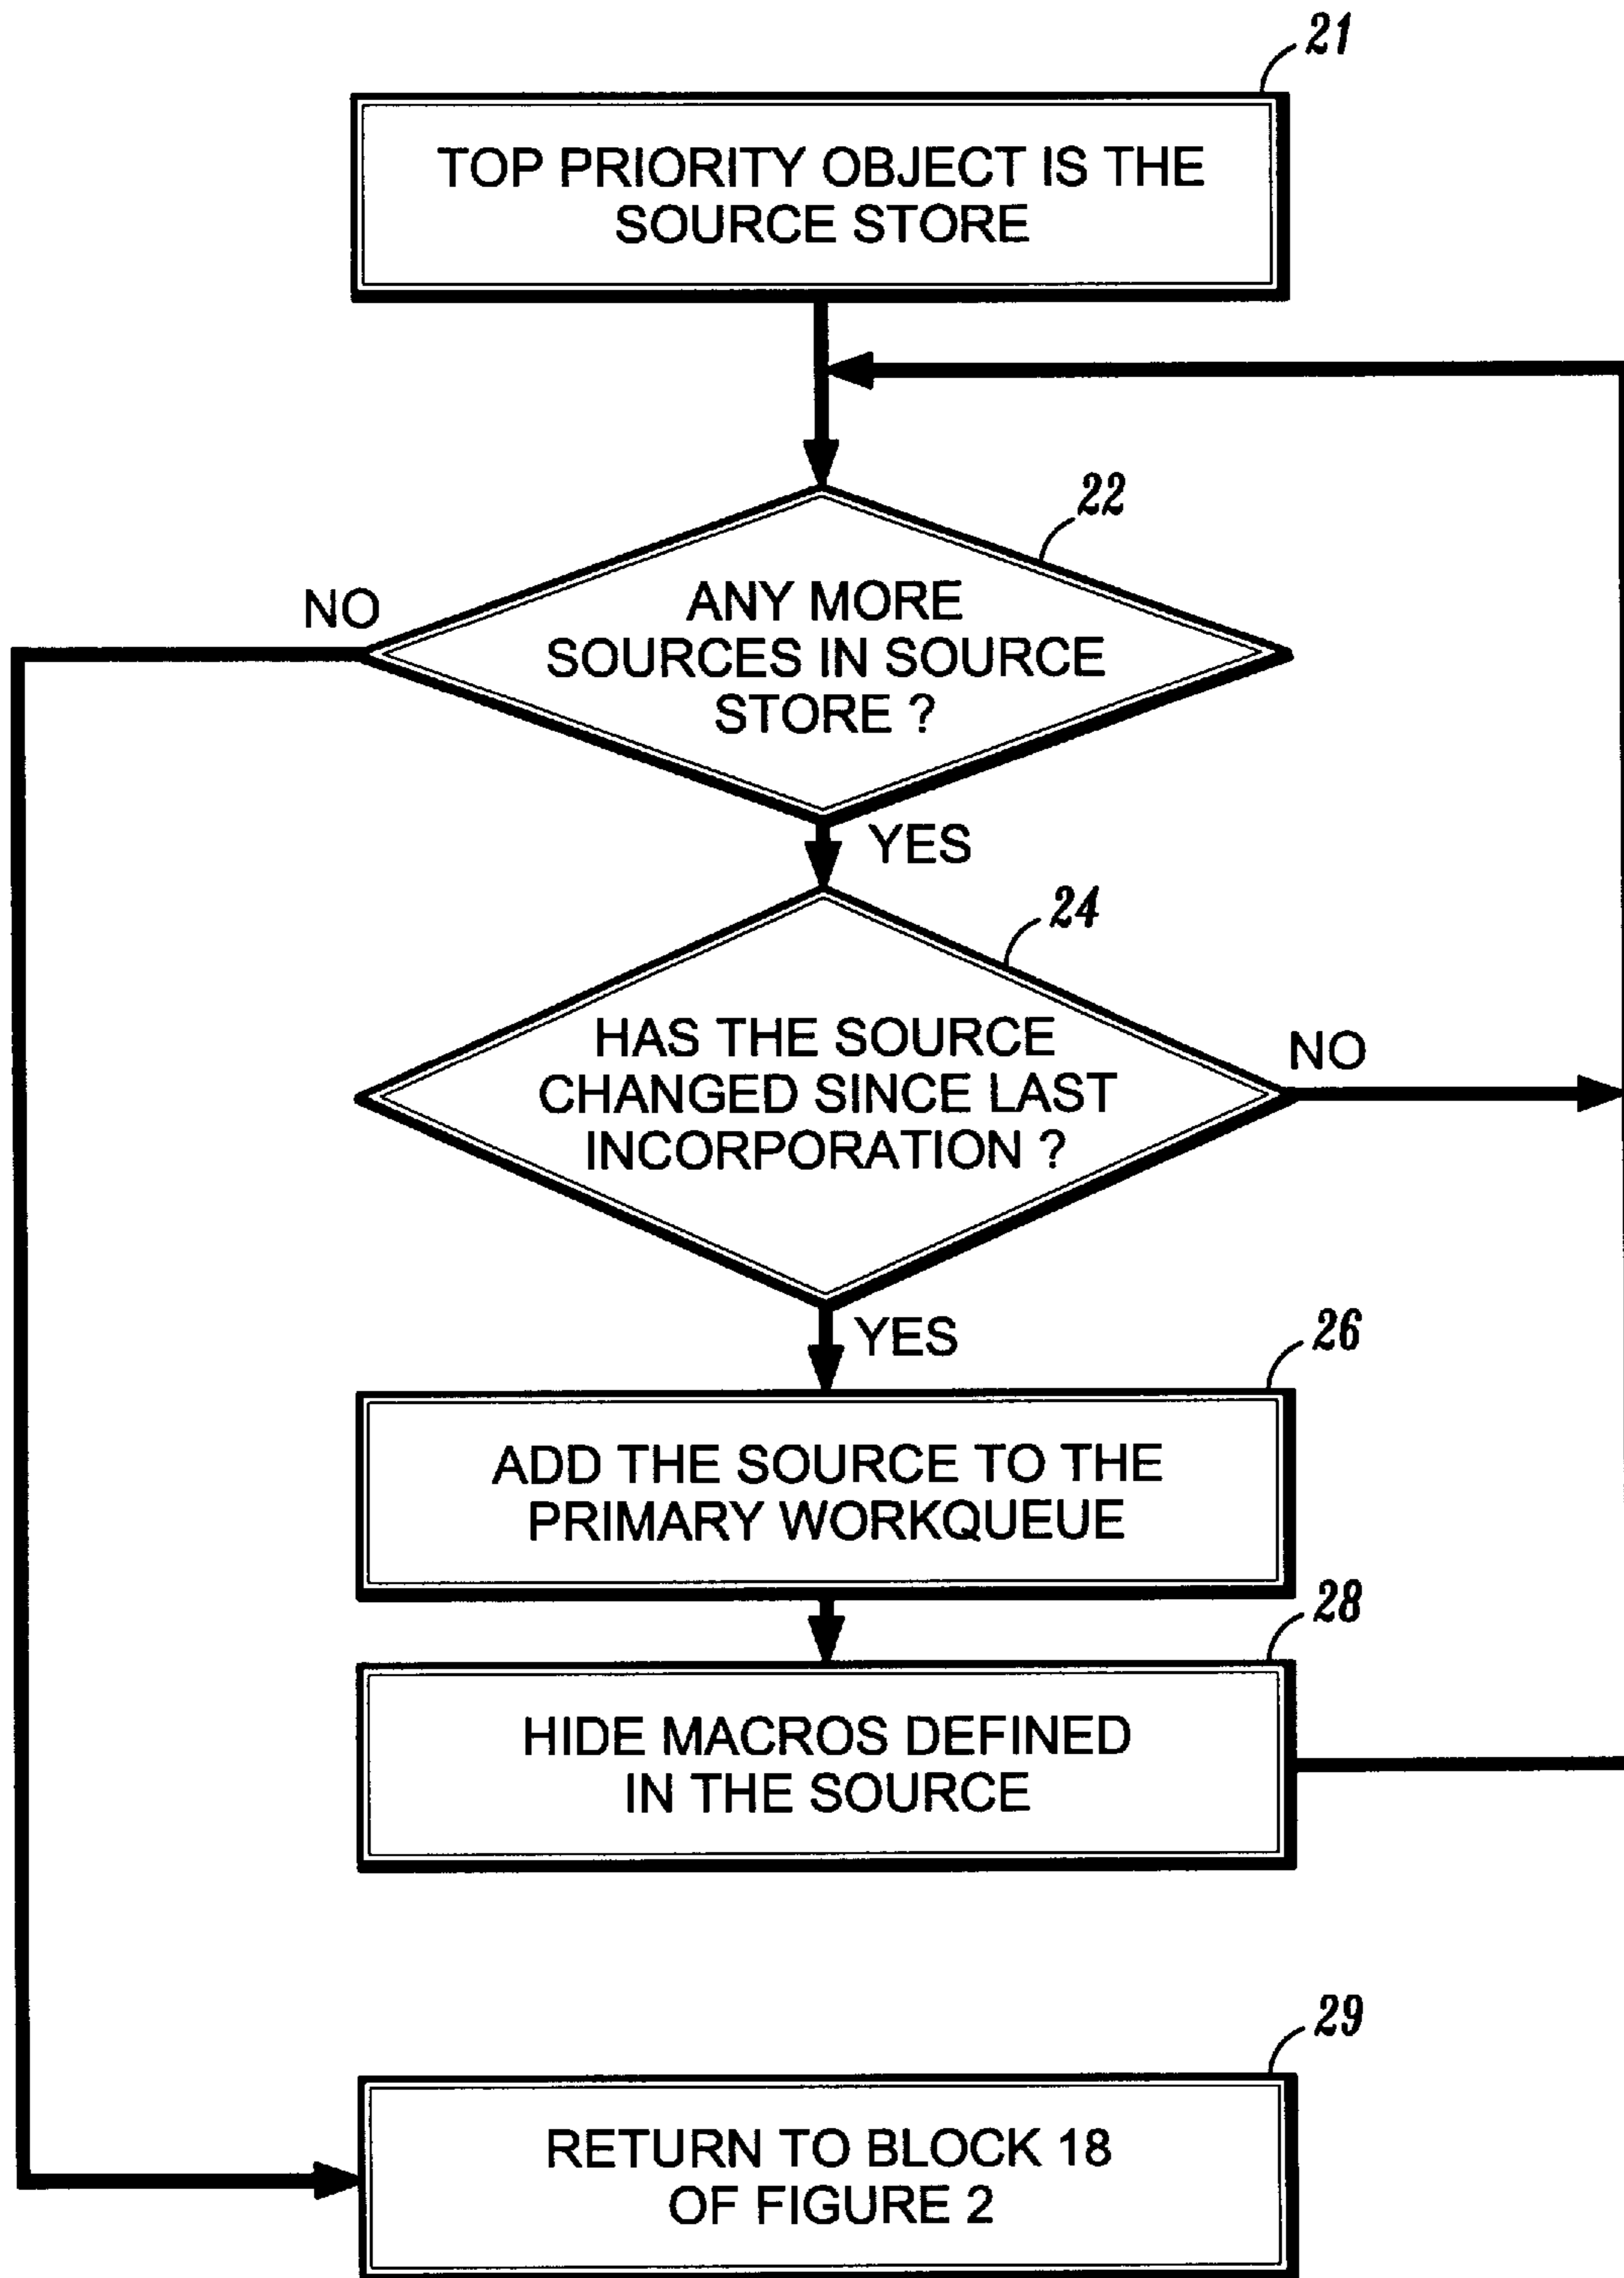 21
TOP PRIORITY OBJECT IS THE
SOURCE STORE
22
NO
ANY MORE
SOURCES IN SOURCE
STORE ?
YES
24
HAS THE SOURCE
CHANGED SINCE LAST
INCORPORATION ?
NO
YES
26
ADD THE SOURCE TO THE
PRIMARY WORKQUEUE
28
HIDE MACROS DEFINED
IN THE SOURCE
29
RETURN TO BLOCK 18
OF FIGURE 2